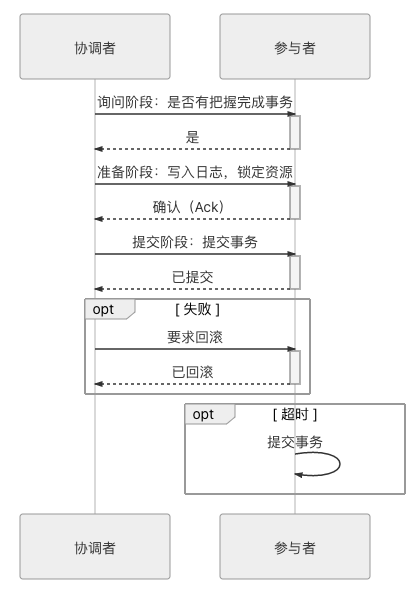 协调者
参与者
询问阶段：是否有把握完成事务
是
准备阶段：写入日志，锁定资源
确认（Ack）
提交阶段：提交事务
已提交
opt
[ 失败 ]
要求回滚
已回滚
opt
[ 超时 ]
提交事务
协调者
参与者